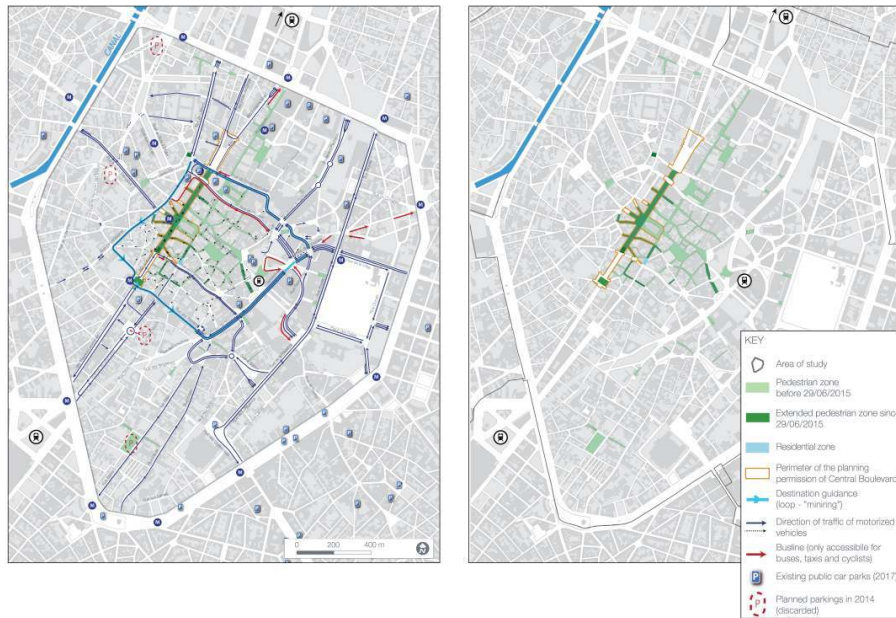 CANAL
P
P
P
P
M
0 200 400 m
N
KEY
Area of study
Pedestrian zone
before 29/06/2015
Extended pedestrian zone sinc
29/06/2015
Residential zone
Perimeter of the planning
permission of Central Boulevard
Destination guidance
(loop - "miniring")
Direction of traffic of motorized
vehicles
Busline (only accessible for
buses, taxis and cyclists)
P Existing public car parks (2017)
P Planned parkings in 2014
(discarded)